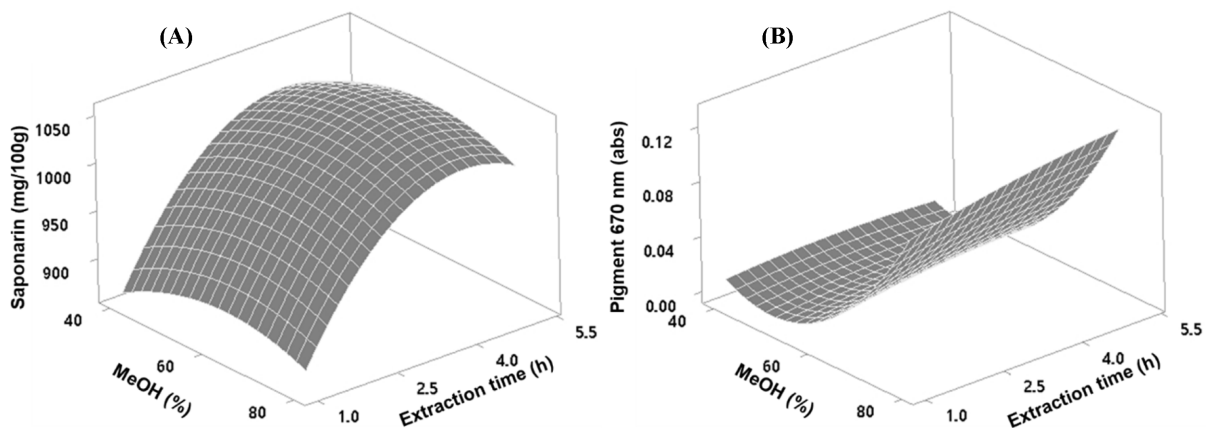 (A)
Saponarin (mg/100g)
1050
1000
950
900
40
60
80
MeOH (%)
1.0
2.5
4.0
5.5
Extraction time (h)
(B)
Pigment 670 nm (abs)
0.12
0.08
0.04
0.00
40
60
80
MeOH (%)
1.0
2.5
4.0
5.5
Extraction time (h)